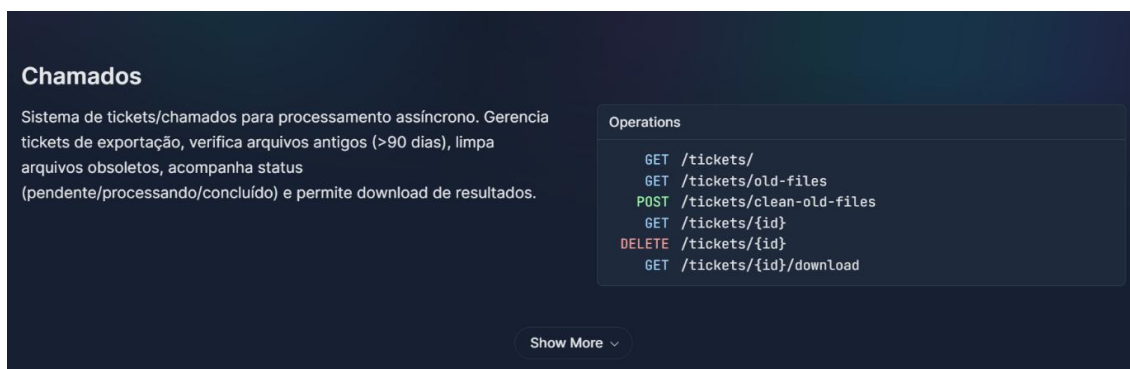 Chamados
Sistema de tickets/chamados para processamento assíncrono. Gerencia
tickets de exportação, verifica arquivos antigos (>90 dias), limpa
arquivos obsoletos, acompanha status
(pendente/processando/concluído) e permite download de resultados.
Operations
GET /tickets/
GET /tickets/old-files
POST /tickets/clean-old-files
GET /tickets/{id}
DELETE /tickets/{id}
GET /tickets/{id}/download
Show More